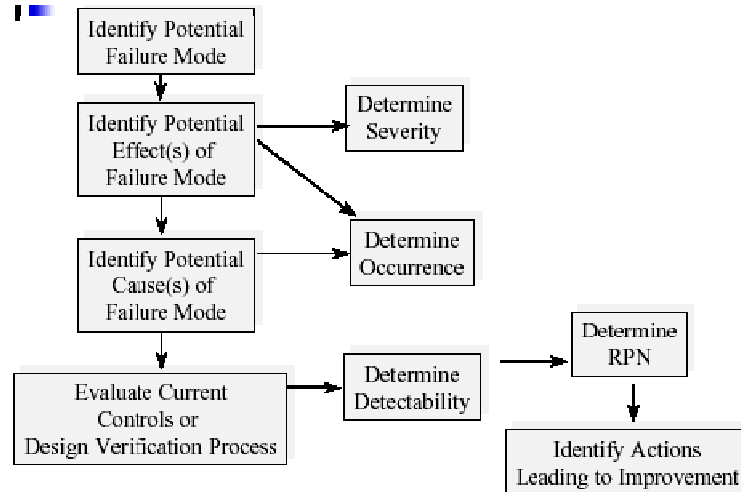 Identify Potential
Failure Mode
Identify Potential
Effect(s) of
Failure Mode
Determine
Severity
Identify Potential
Cause(s) of
Failure Mode
Determine
Occurrence
Evaluate Current
Controls or
Design Verification Process
Determine
Detectability
Determine
RPN
Identify Actions
Leading to Improvement